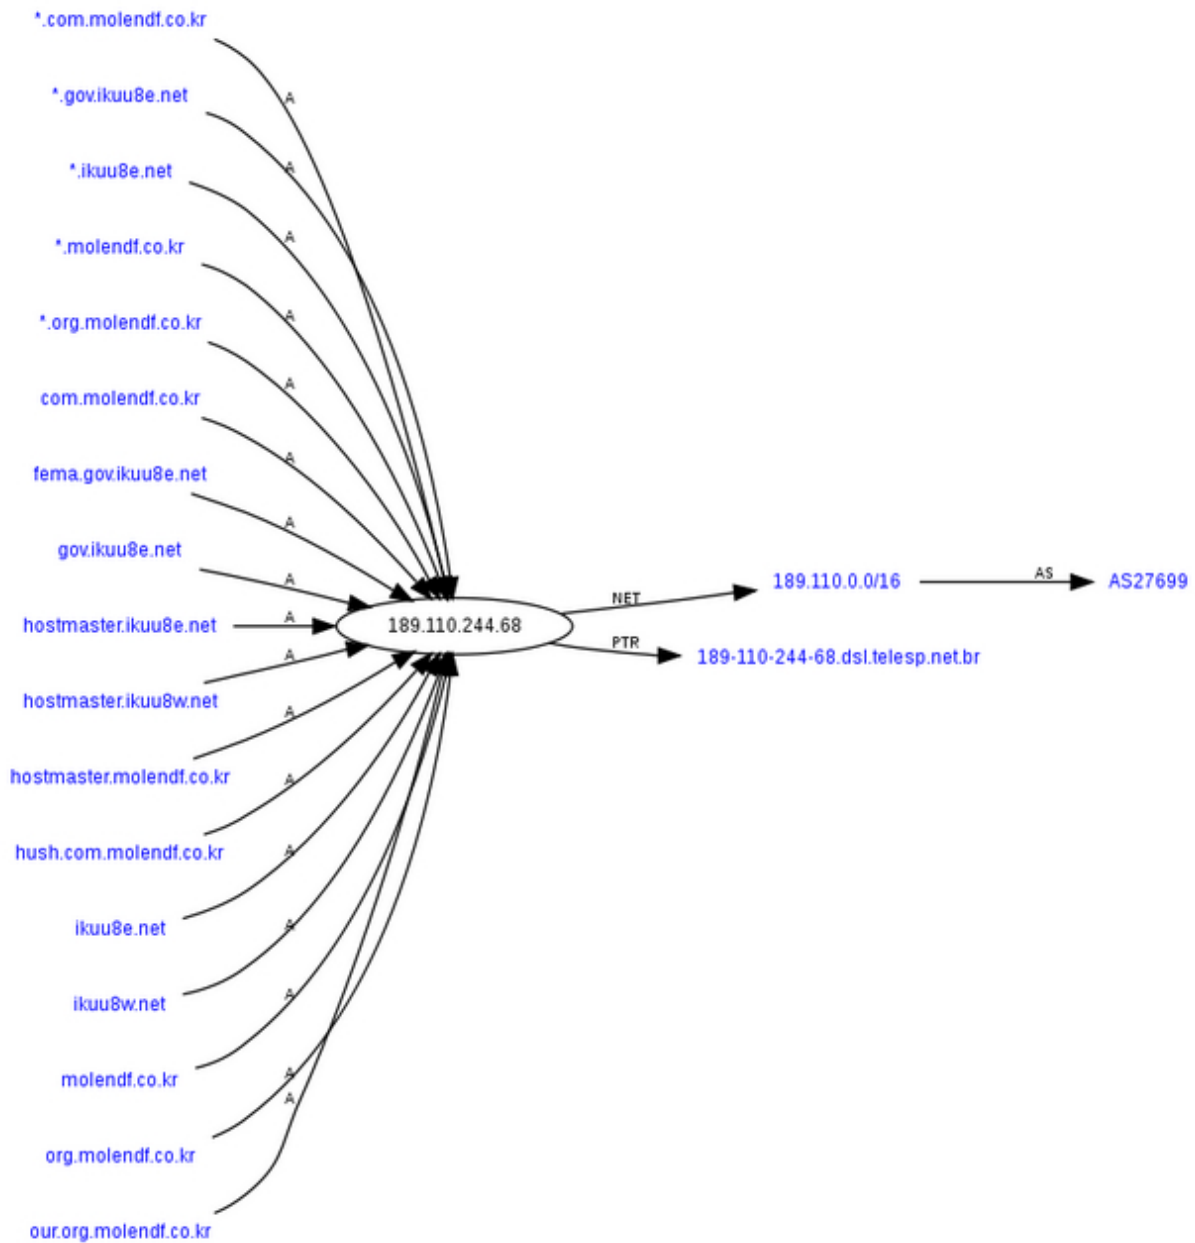 *.com.molendf.co.kr
A
*.gov.ikuu8e.net
A
*.ikuu8e.net
A
*.molendf.co.kr
A
*.org.molendf.co.kr
A
com.molendf.co.kr
A
fema.gov.ikuu8e.net
A
gov.ikuu8e.net
A
hostmaster.ikuu8e.net
A
hostmaster.ikuu8w.net
A
hostmaster.molendf.co.kr
A
hush.com.molendf.co.kr
A
ikuu8e.net
A
ikuu8w.net
A
molendf.co.kr
A
org.molendf.co.kr
A
our.org.molendf.co.kr
A
189.110.244.68
NET
189.110.0.0/16
AS
AS27699
PTR
189-110-244-68.dsl.telesp.net.br